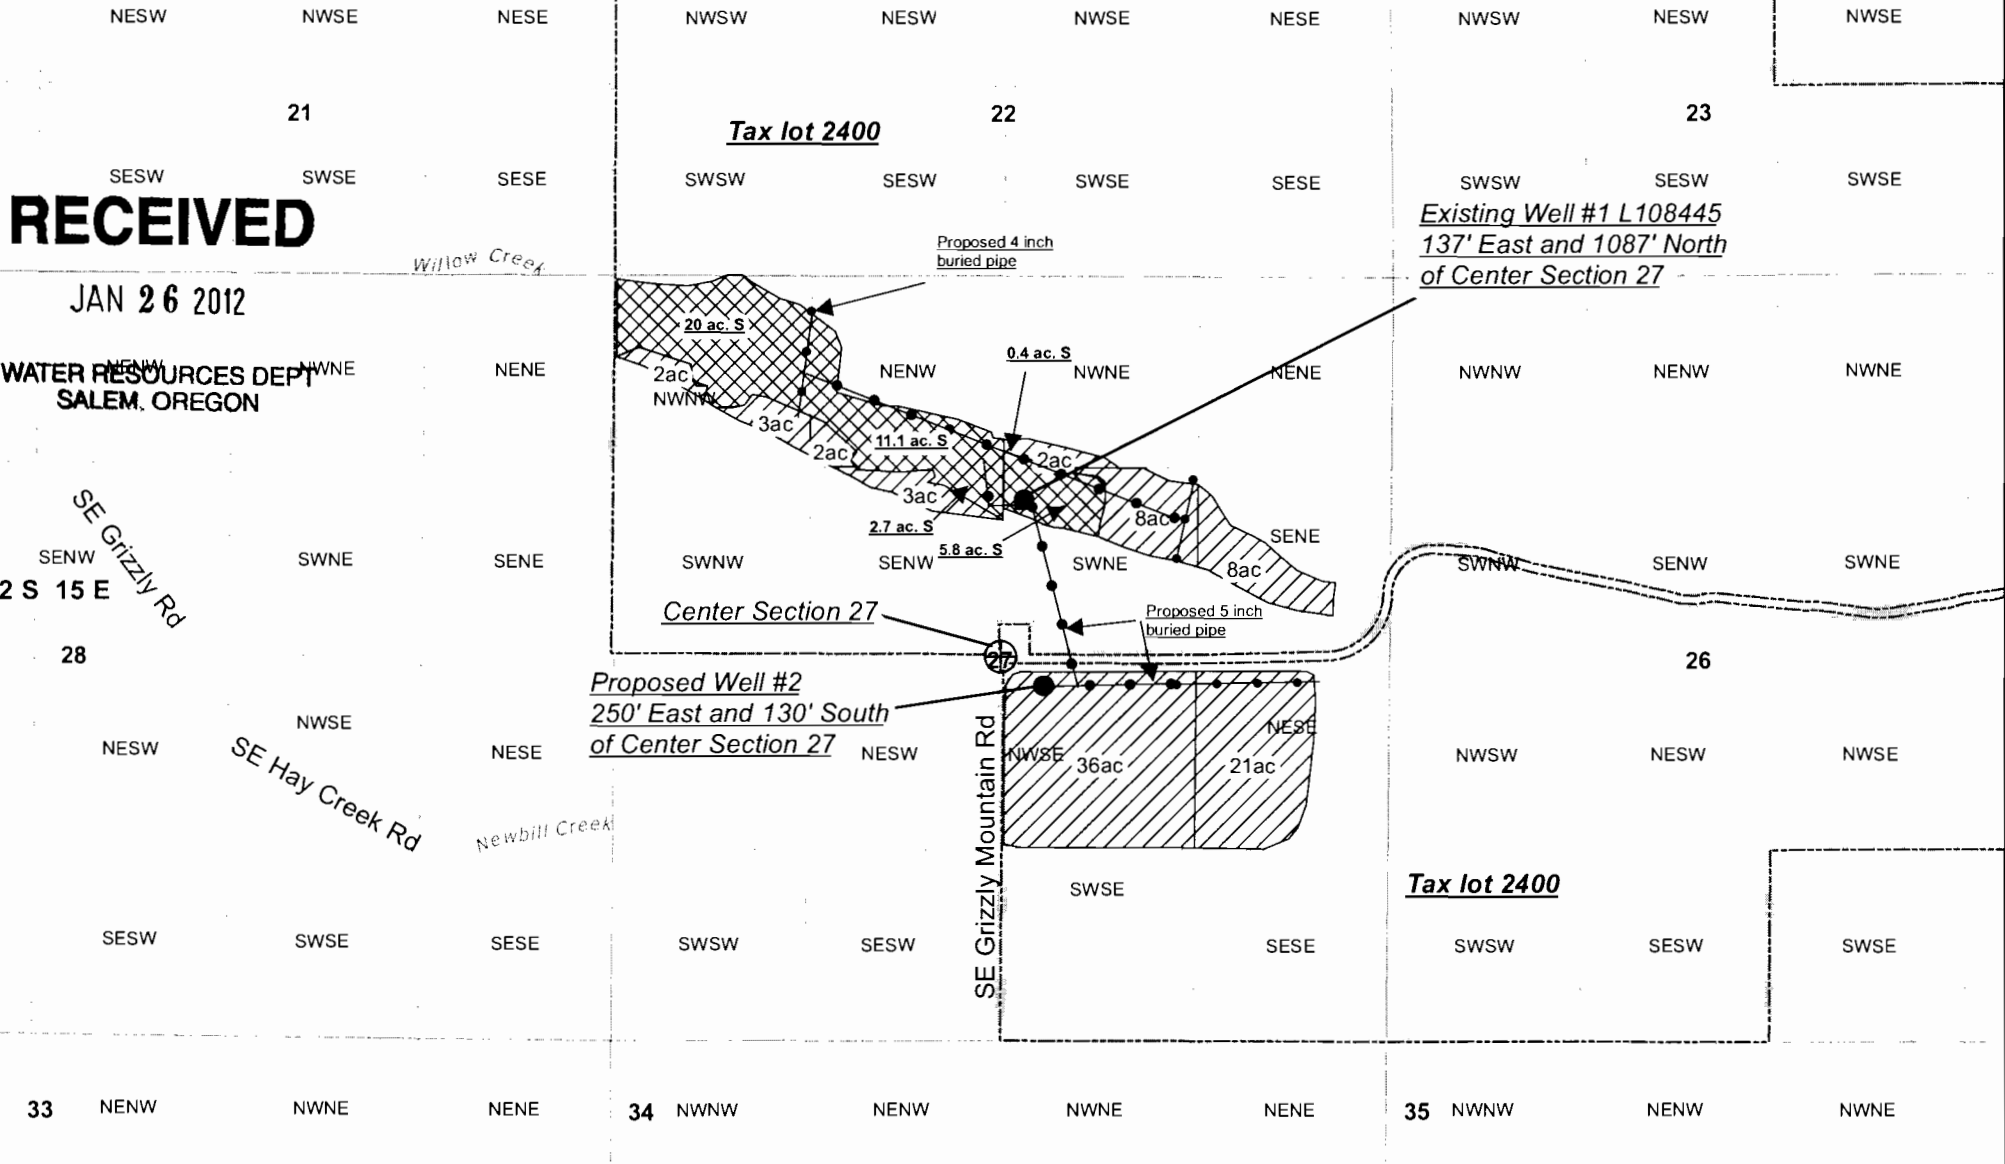 NESW NWSE NESE NWSW NESW NWSE NESE NWSW NESW NWSE
21 22 23
Tax lot 2400
SESW SWSE SESE SWSW SESW SWSE SESE SWSW SESW SWSE
RECEIVED
JAN 26 2012
WATER RESOURCES DEPT
SALEM, OREGON
Willow Creek
Proposed 4 inch
buried pipe
Existing Well #1 L108445
137' East and 1087' North
of Center Section 27
20 ac. S
0.4 ac. S
NENW NWNE NENE NWNW NENW NWNE NENE NWNW NENW NWNE
2ac
3ac
2ac
11.1 ac. S
2ac
3ac
2.7 ac. S
5.8 ac. S
8ac
8ac
SE Grizzly Rd
SENW SWNE SENE SWNW SENW SWNE SENE SWNW SENW SWNE
2 S 15 E
Center Section 27
Proposed 5 inch
buried pipe
28 27 26
Proposed Well #2
250' East and 130' South
of Center Section 27
NESW NWSE NESE NESW NWSE NESE NWSW NESW NWSE
36ac 21ac
SE Hay Creek Rd
Newbill Creek
SE Grizzly Mountain Rd
Tax lot 2400
SESW SWSE SESE SWSW SESW SWSE SESE SWSW SESW SWSE
33 NENW NWNE NENE 34 NWNW NENW NWNE NENE 35 NWNW NENW NWNE